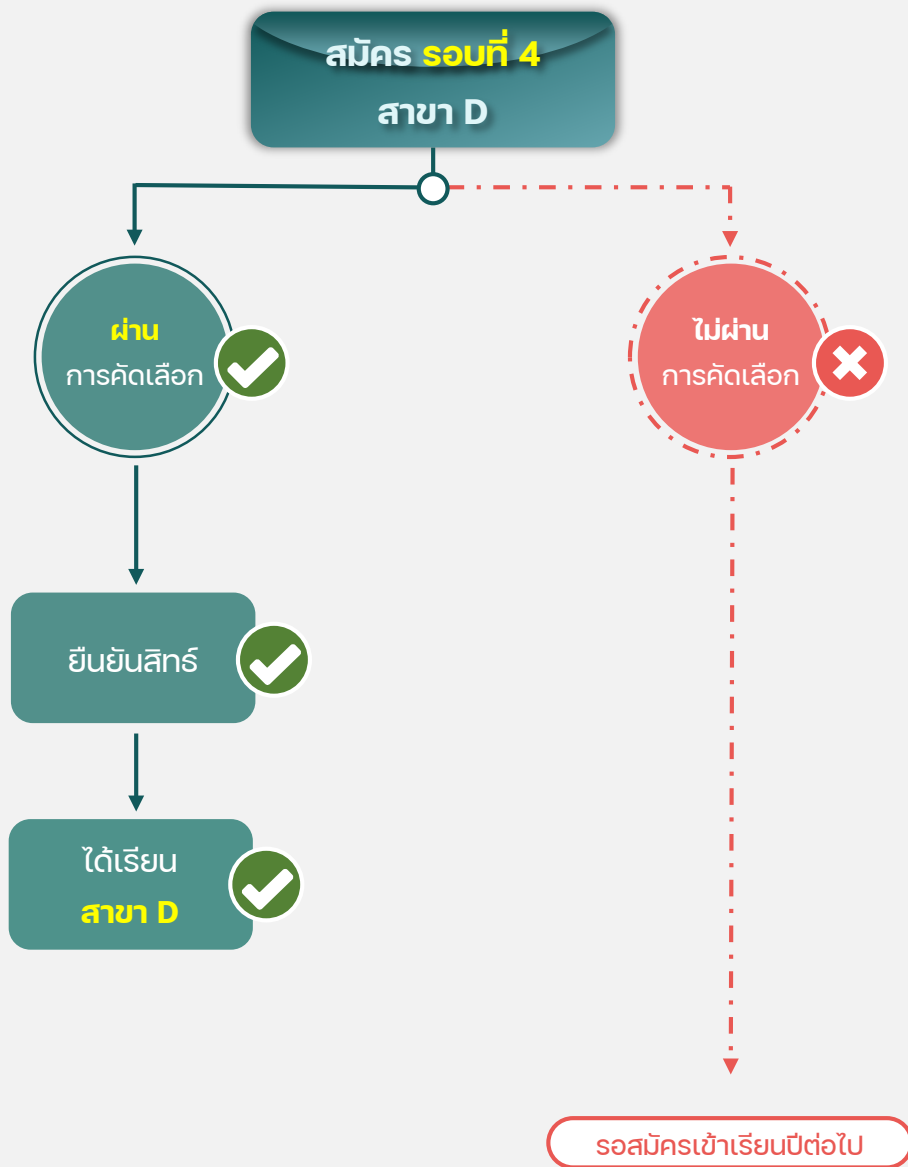 สมัคร รอบที่ 4
สาขา D
ผ่าน
การคัดเลือก
ไม่ผ่าน
การคัดเลือก
ยืนยันสิทธ์
ได้เรียน
สาขา D
รอสมัครเข้าเรียนปีต่อไป